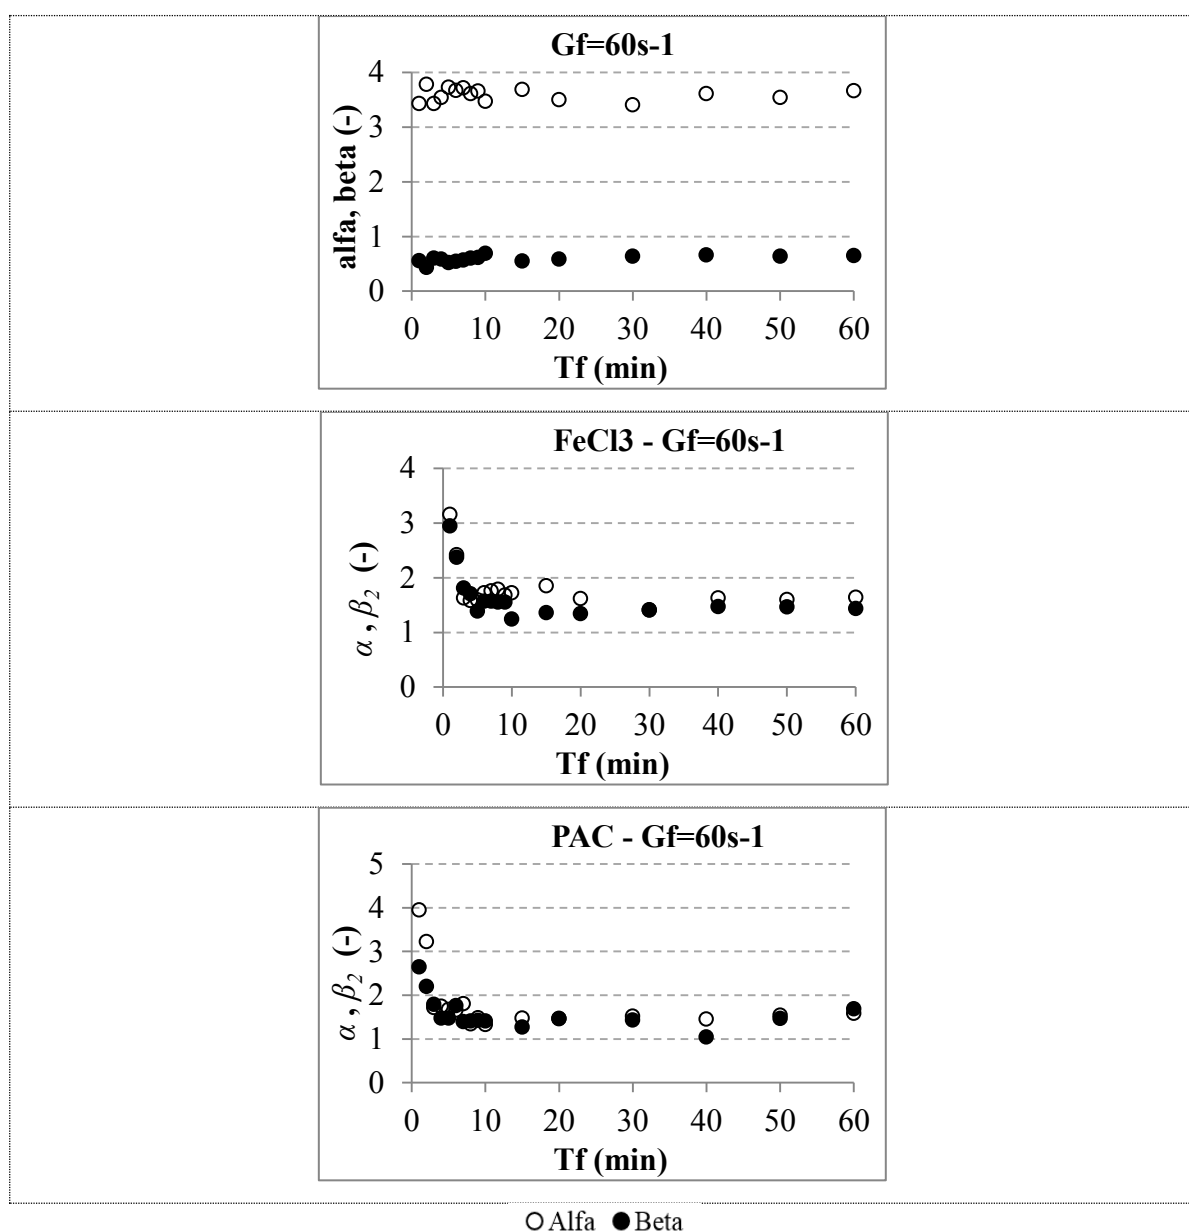 Gf=60s-1
alfa, beta (-)
4
3
2
1
0
0 10 20 30 40 50 60
Tf (min)
FeCl3 - Gf=60s-1
α , β2 (-)
4
3
2
1
0
0 10 20 30 40 50 60
Tf (min)
PAC - Gf=60s-1
α , β2 (-)
5
4
3
2
1
0
0 10 20 30 40 50 60
Tf (min)
Alfa Beta